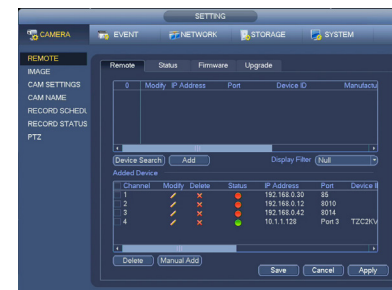 SETTING
CAMERA EVENT NETWORK STORAGE SYSTEM
REMOTE
IMAGE
CAM SETTINGS
CAM NAME
RECORD SCHEDU
RECORD STATUS
PTZ
Remote Status Firmware Upgrade
0 Modify IP Address Port Device ID Manufactu
Device Search Add Display Filter Null
Added Device
Channel Modify Delete Status IP Address Port Device I
1 192.168.0.30 85
2 192.168.0.12 8010
3 192.168.0.42 8014
4 10.1.1.128 Port 3 TZC2KV
Delete Manual Add
Save Cancel Apply